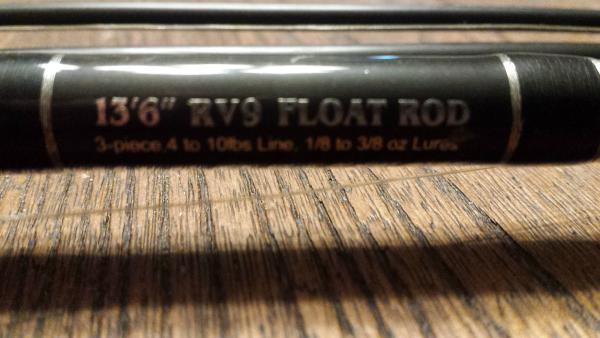 13'6" RV9 FLOAT ROD
3-piece, 4 to 10lbs Line, 1/8 to 3/8 oz Lures